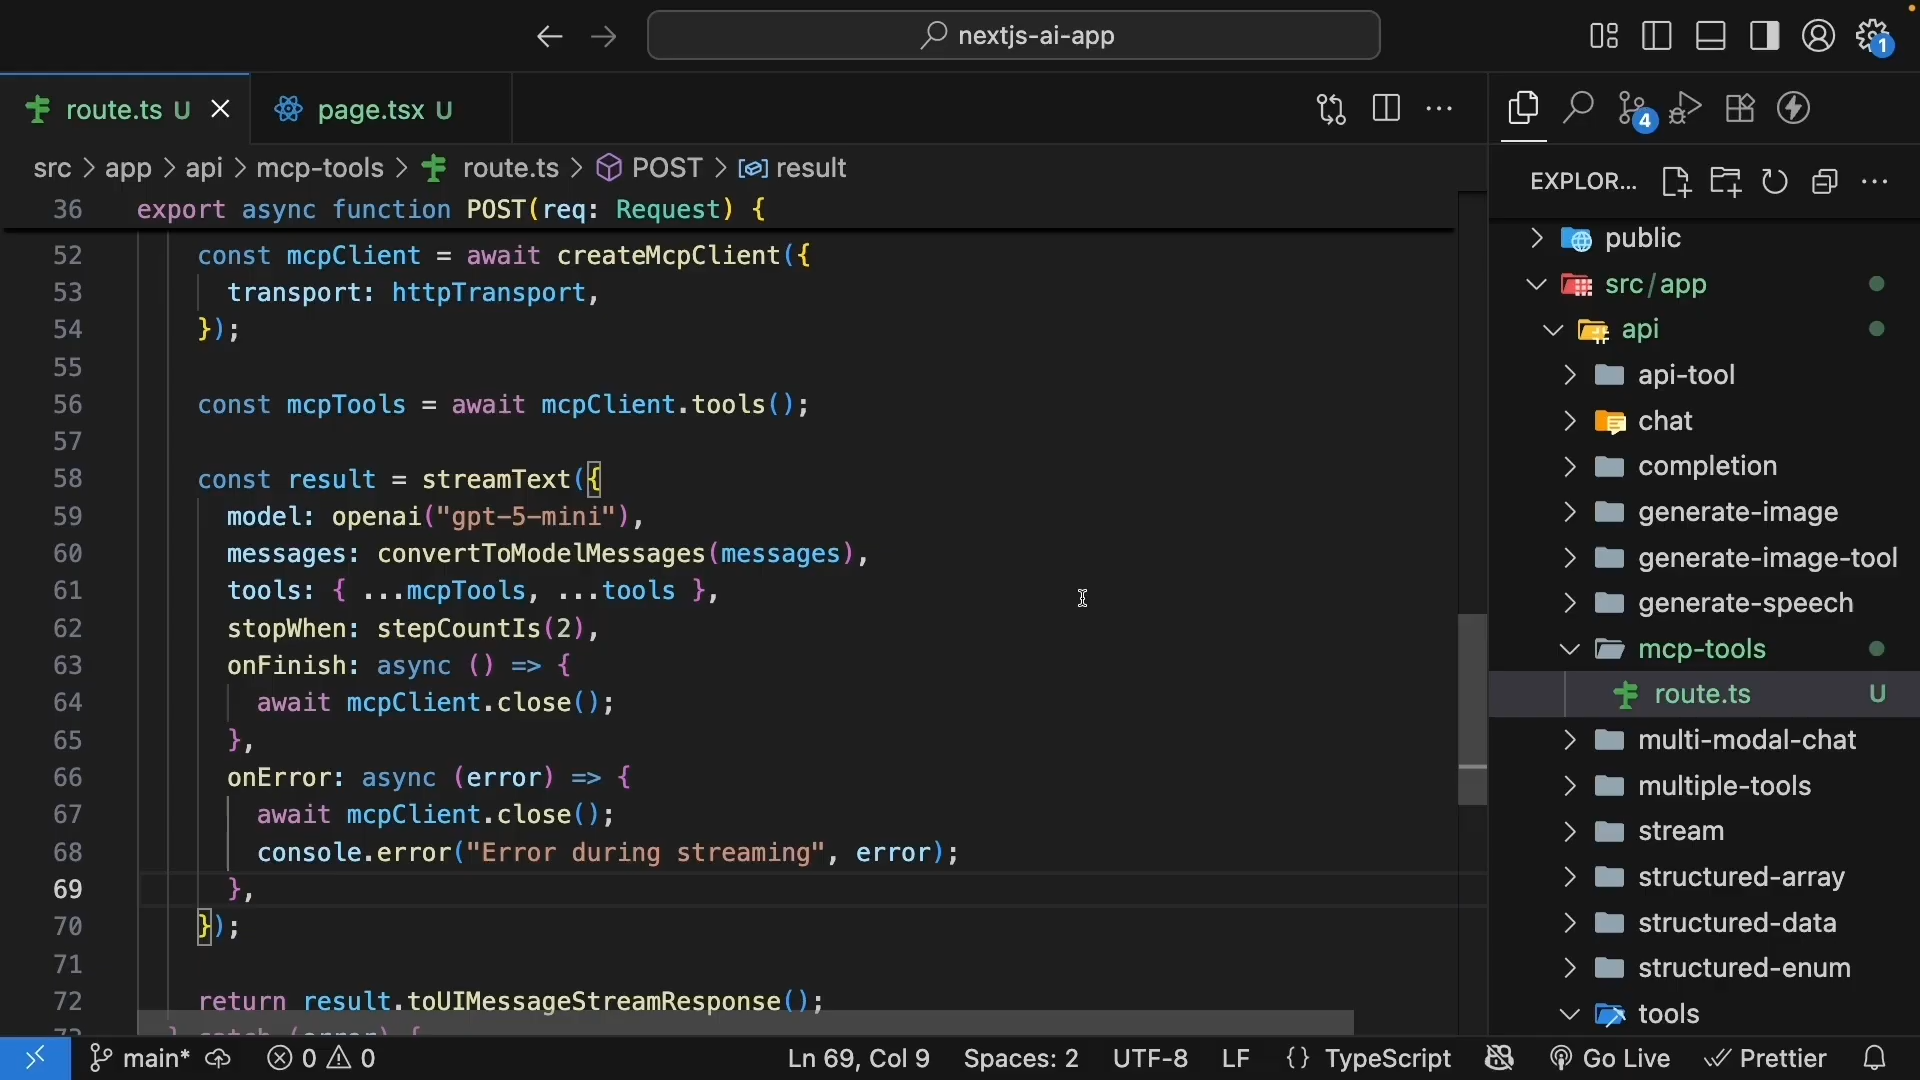 nextjs-ai-app
1
route.ts U
page.tsx U
4
src > app > api > mcp-tools > route.ts > POST > result
EXPLOR...
36 export async function POST(req: Request) {
52 const mcpClient = await createMcpClient({
53 transport: httpTransport,
54 });
55
56 const mcpTools = await mcpClient.tools();
57
58 const result = streamText({
59 model: openai("gpt-5-mini"),
60 messages: convertToModelMessages(messages),
61 tools: { ...mcpTools, ...tools },
62 stopWhen: stepCountIs(2),
63 onFinish: async () => {
64 await mcpClient.close();
65 },
66 onError: async (error) => {
67 await mcpClient.close();
68 console.error("Error during streaming", error);
69 },
70 });
71
72 return result.toUIMessageStreamResponse();
73 } catch (error) {
public
src/app
api
api-tool
chat
completion
generate-image
generate-image-tool
generate-speech
mcp-tools
route.ts U
multi-modal-chat
multiple-tools
stream
structured-array
structured-data
structured-enum
tools
main* 0 0 Ln 69, Col 9 Spaces: 2 UTF-8 LF {} TypeScript Go Live Prettier